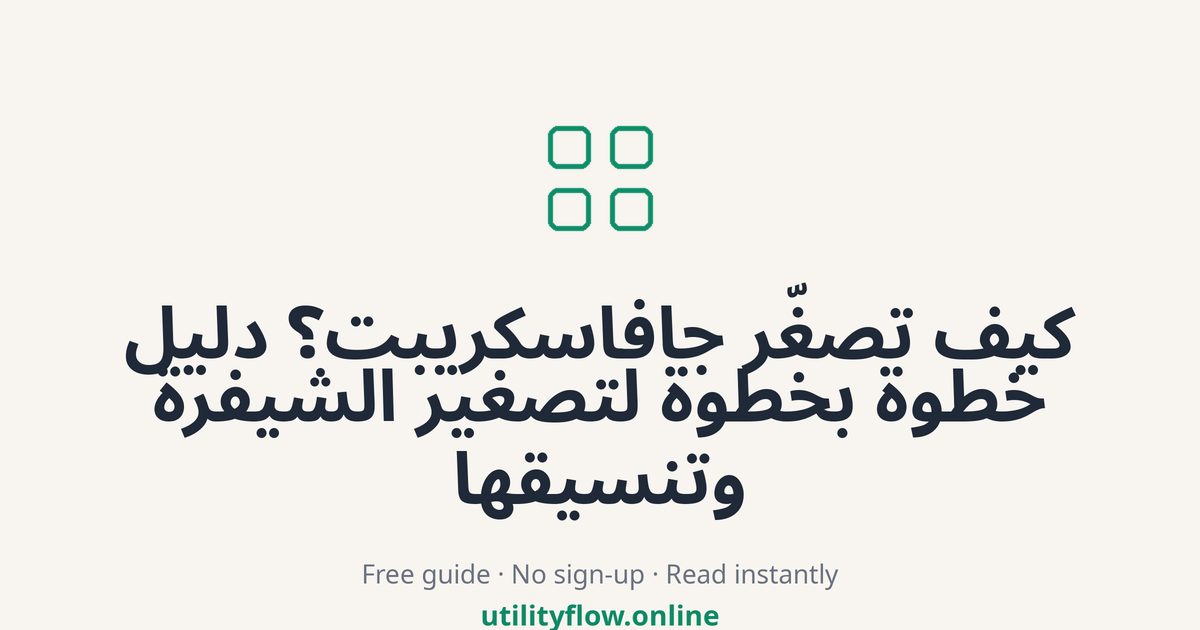 كيف تصغّر جافاسكريبت؟ دليل
خطوة بخطوة لتصغير الشيفرة
وتنسيقها
Free guide · No sign-up · Read instantly
utilityflow.online